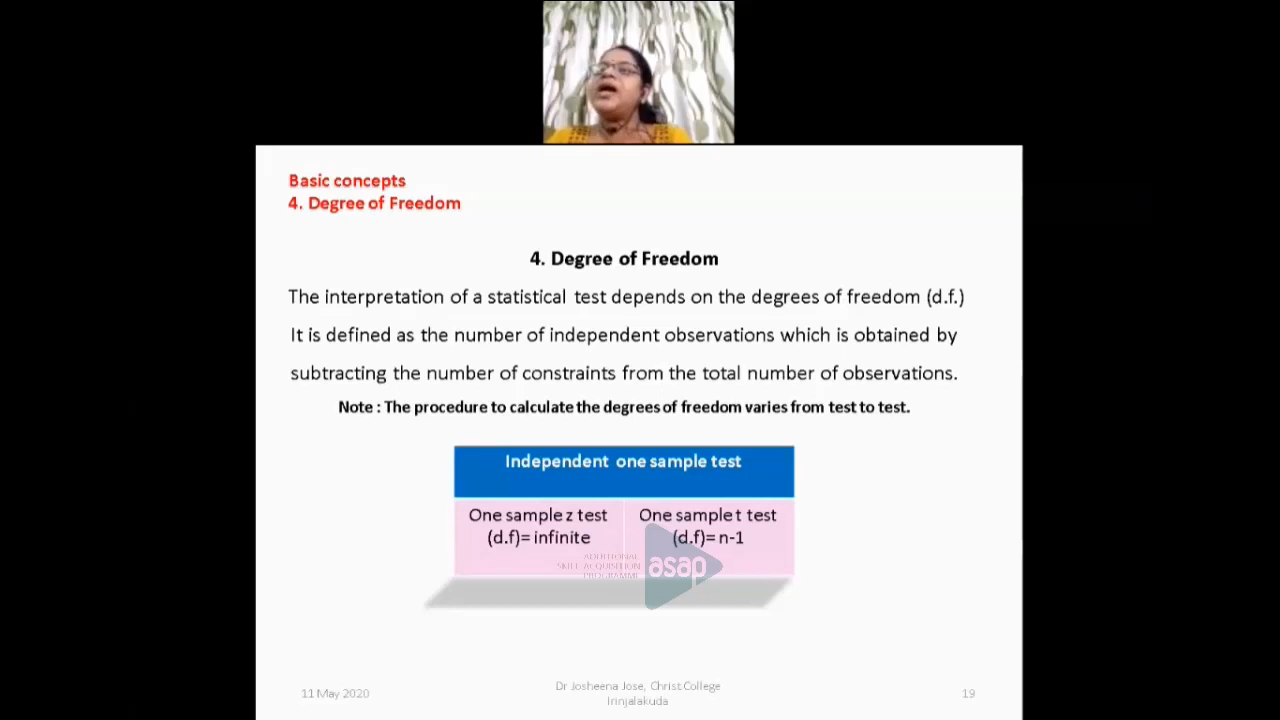 Basic concepts
4. Degree of Freedom
4. Degree of Freedom
The interpretation of a statistical test depends on the degrees of freedom (d.f.)
It is defined as the number of independent observations which is obtained by
subtracting the number of constraints from the total number of observations.
Note : The procedure to calculate the degrees of freedom varies from test to test.
Independent one sample test
One sample z test
(d.f)= infinite
One sample t test
(d.f)= n-1
ADDITIONAL
SKILL ACQUISITION
PROGRAMME
asap
11 May 2020
Dr Josheena Jose, Christ College
Irinjalakuda
19